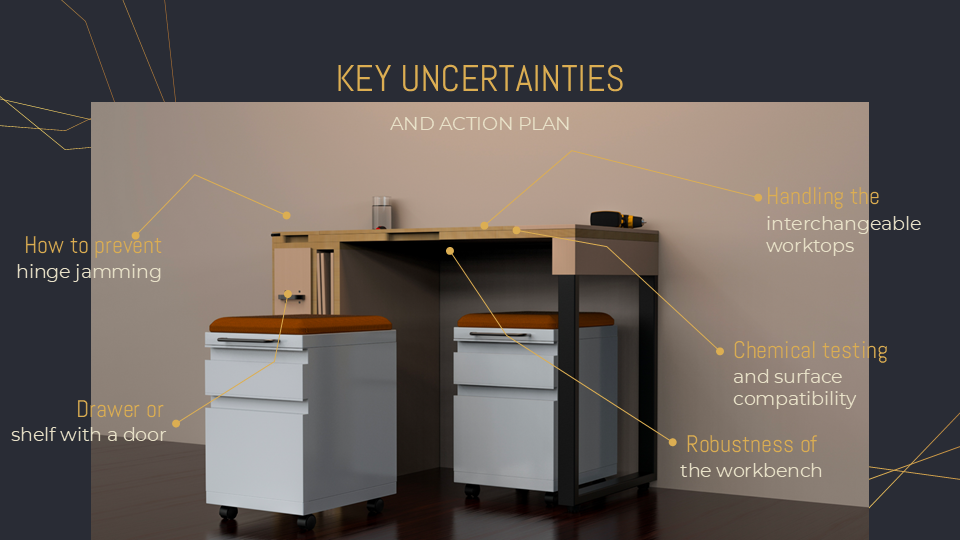 KEY UNCERTAINTIES
AND ACTION PLAN
How to prevent
hinge jamming
Drawer or
shelf with a door
Handling the
interchangeable
worktops
Chemical testing
and surface
compatibility
Robustness of
the workbench